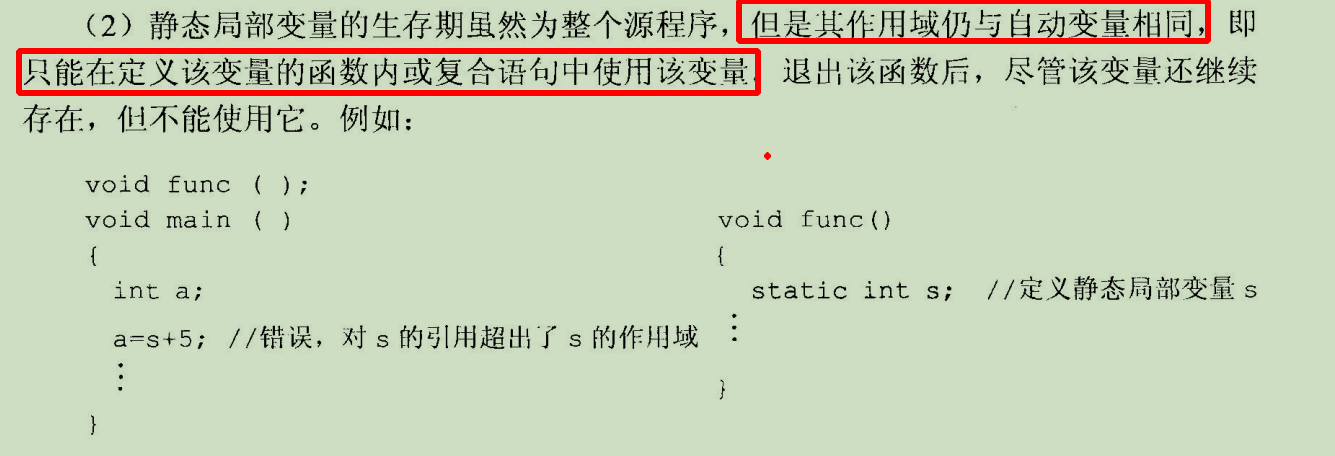 （2）静态局部变量的生存期虽然为整个源程序，但是其作用域仍与自动变量相同，即
只能在定义该变量的函数内或复合语句中使用该变量。退出该函数后，尽管该变量还继续
存在，但不能使用它。例如：
void func ( );
void main ( )
{
int a;
a=s+5; //错误，对 s 的引用超出了 s 的作用域
⋮
}
void func()
{
static int s; //定义静态局部变量 s
⋮
}